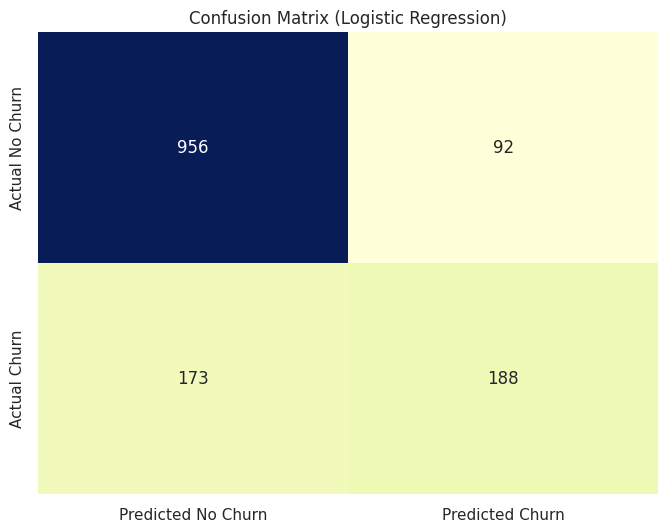 Confusion Matrix (Logistic Regression)
Actual No Churn
956
92
Actual Churn
173
188
Predicted No Churn
Predicted Churn